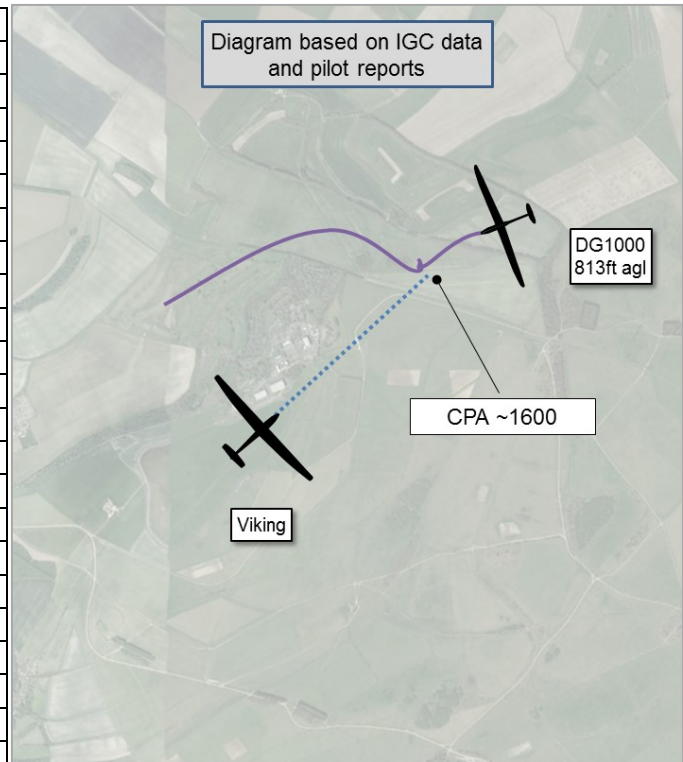 Diagram based on IGC data
and pilot reports
DG1000
813ft agl
CPA ~1600
Viking